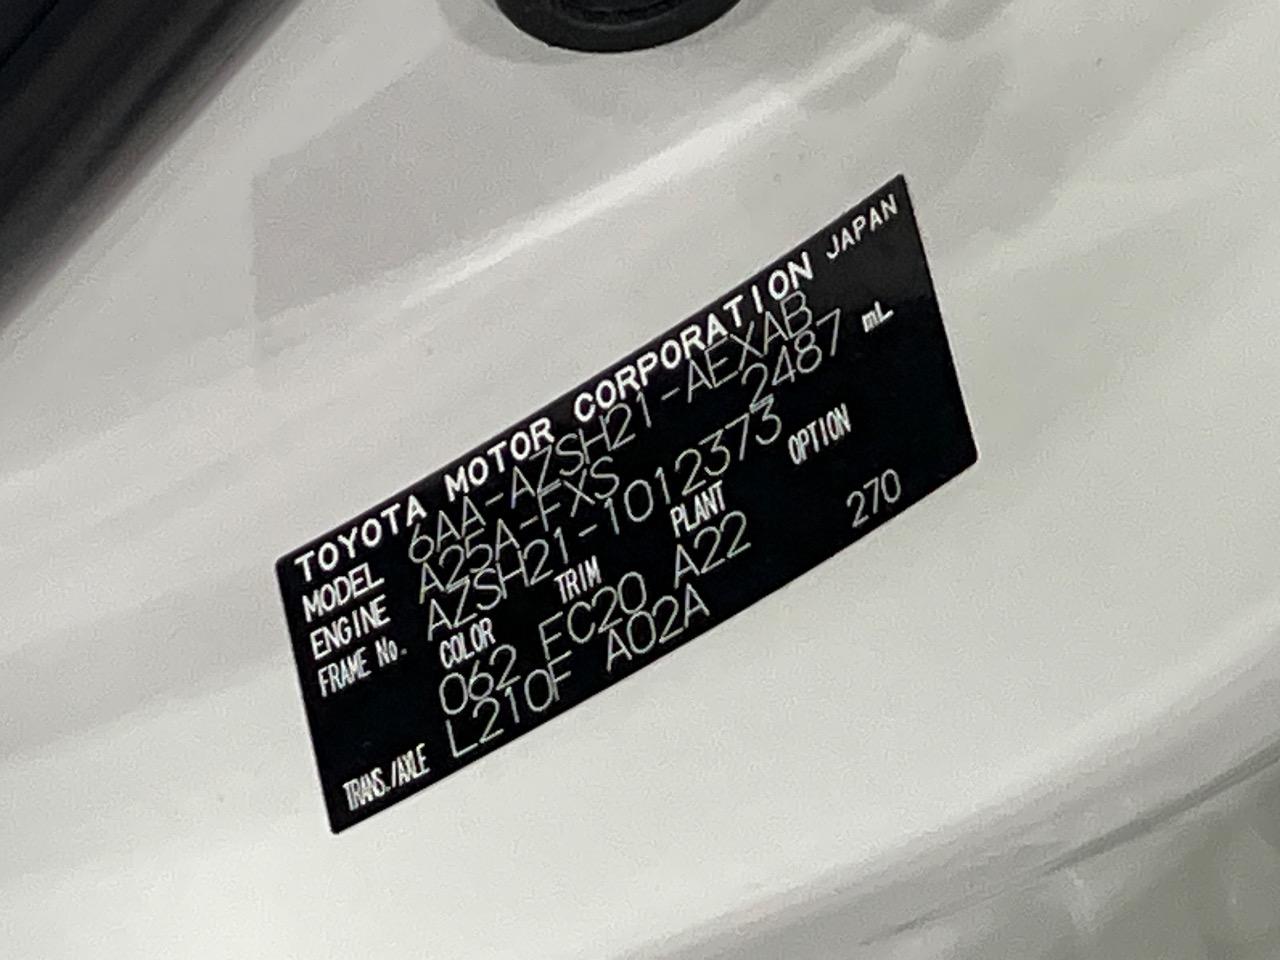 TOYOTA MOTOR CORPORATION JAPAN
MODEL 6AA-AZSH21-AEXAB
ENGINE A25A-FXS 2487 mL
FRAME No. AZSH21-1012373
COLOR TRIM PLANT OPTION
062 EC20 A22 270
TRANS./AXLE L210F A02A